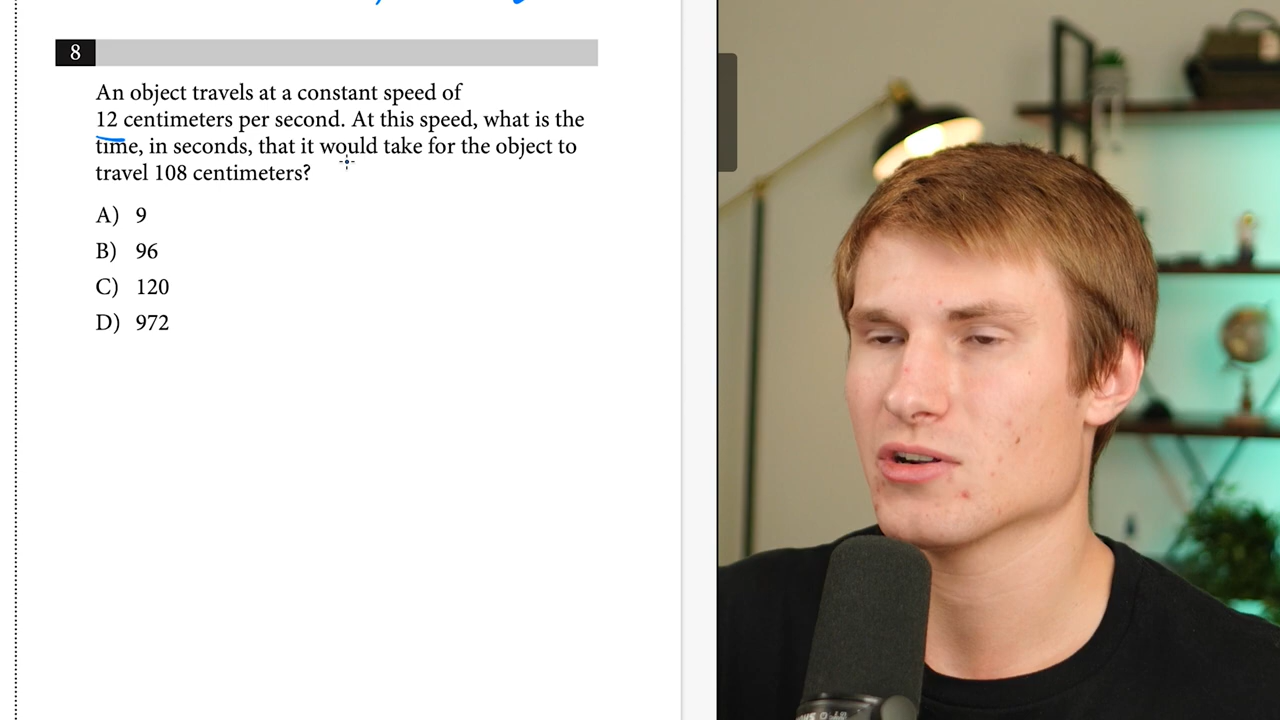 8
An object travels at a constant speed of
12 centimeters per second. At this speed, what is the
time, in seconds, that it would take for the object to
travel 108 centimeters?
A) 9
B) 96
C) 120
D) 972